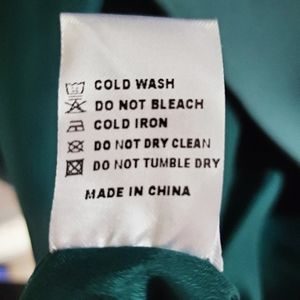 COLD WASH
DO NOT BLEACH
COLD IRON
DO NOT DRY CLEAN
DO NOT TUMBLE DRY
MADE IN CHINA